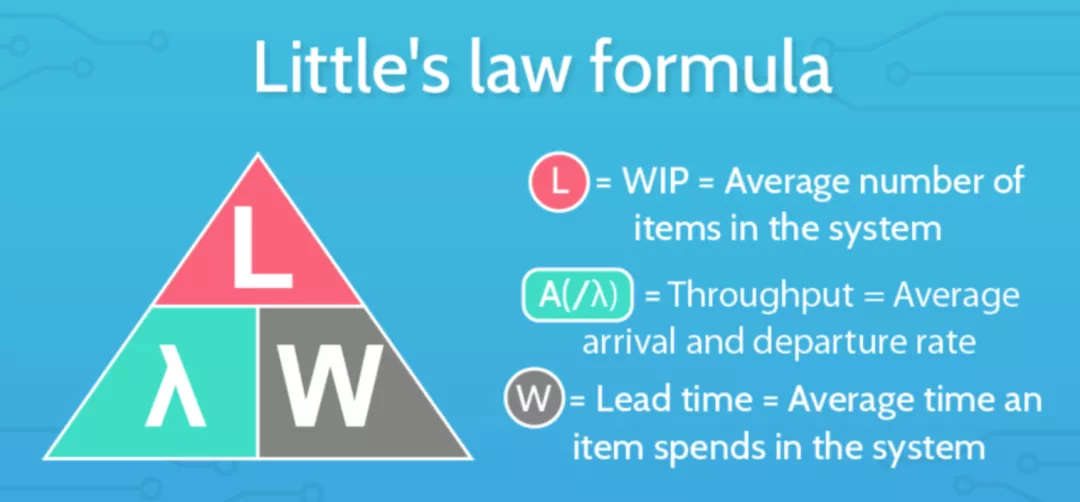 Little's law formula
L
λ W
L = WIP = Average number of
items in the system
A(/λ) = Throughput = Average
arrival and departure rate
W = Lead time = Average time an
item spends in the system